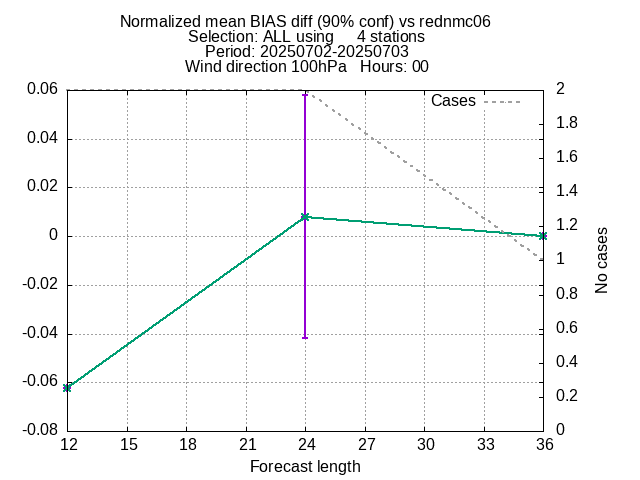 Normalized mean BIAS diff (90% conf) vs rednmc06
Selection: ALL using     4 stations
Period: 20250702-20250703
Wind direction 100hPa   Hours: 00
Cases
0.06
0.04
0.02
0
-0.02
-0.04
-0.06
-0.08
2
1.8
1.6
1.4
1.2
1
0.8
0.6
0.4
0.2
0
No cases
12 15 18 21 24 27 30 33 36
Forecast length